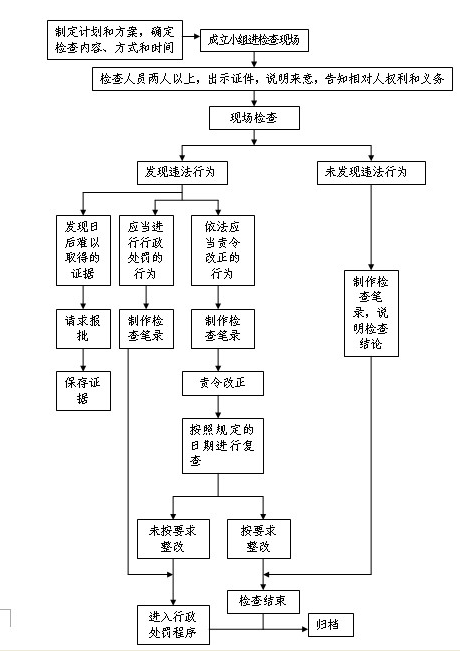 制定计划和方案，确定
检查内容、方式和时间
成立小组进检查现场
检查人员两人以上，出示证件，说明来意，告知相对人权利和义务
现场检查
发现违法行为
未发现违法行为
发现日
后难以
取得的
证据
应当进
行行政
处罚的
行为
依法应
当责令
改正的
行为
制作检
查笔录，说
明检查
结论
请求报
批
制作检
查笔录
制作检
查笔录
保存证
据
责令改正
按照规定的
日期进行复
查
未按要求
整改
按要求
整改
检查结束
进入行政
处罚程序
归档